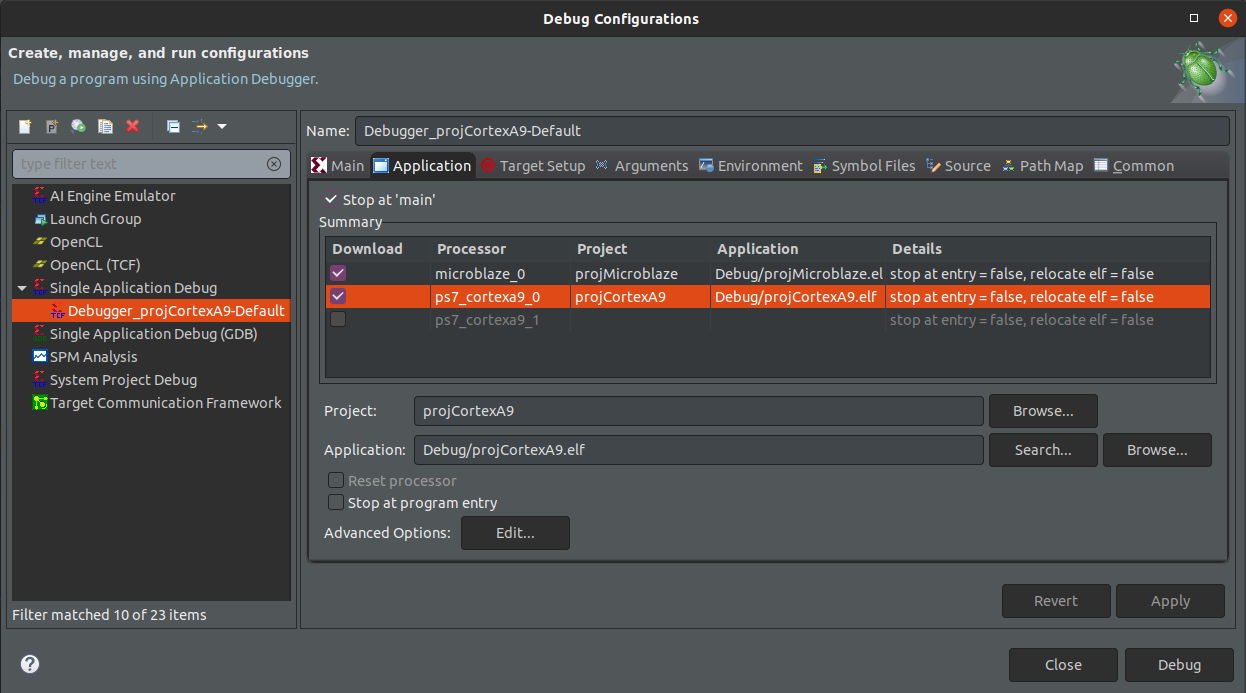 Debug Configurations
Create, manage, and run configurations
Debug a program using Application Debugger.
type filter text
AI Engine Emulator
Launch Group
OpenCL
OpenCL (TCF)
Single Application Debug
Debugger_projCortexA9-Default
Single Application Debug (GDB)
SPM Analysis
System Project Debug
Target Communication Framework
Filter matched 10 of 23 items
Name: Debugger_projCortexA9-Default
Main Application Target Setup Arguments Environment Symbol Files Source Path Map Common
Stop at 'main'
Summary
Download Processor Project Application Details
microblaze_0 projMicroblaze Debug/projMicroblaze.el stop at entry = false, relocate elf = false
ps7_cortexa9_0 projCortexA9 Debug/projCortexA9.elf stop at entry = false, relocate elf = false
ps7_cortexa9_1 stop at entry = false, relocate elf = false
Project: projCortexA9 Browse...
Application: Debug/projCortexA9.elf Search... Browse...
Reset processor
Stop at program entry
Advanced Options: Edit...
Revert Apply
Close Debug